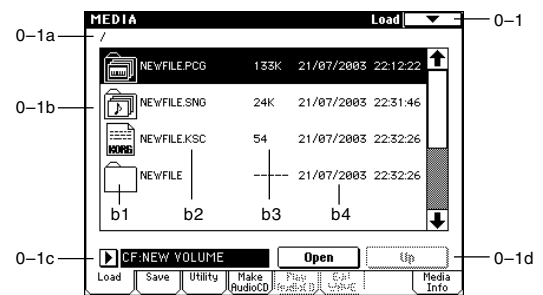 MEDIA Load 0–1
0–1a /
NEWFILE.PCG 133K 21/07/2003 22:12:22
0–1b NEWFILE.SNG 24K 21/07/2003 22:31:46
KORG NEWFILE.KSC 54 21/07/2003 22:32:26
NEWFILE ----- 21/07/2003 22:32:26
b1 b2 b3 b4
0–1c CF:NEW VOLUME Open Up 0–1d
Load Save Utility Make AudioCD Play AudioCD Edit WAVE Media Info